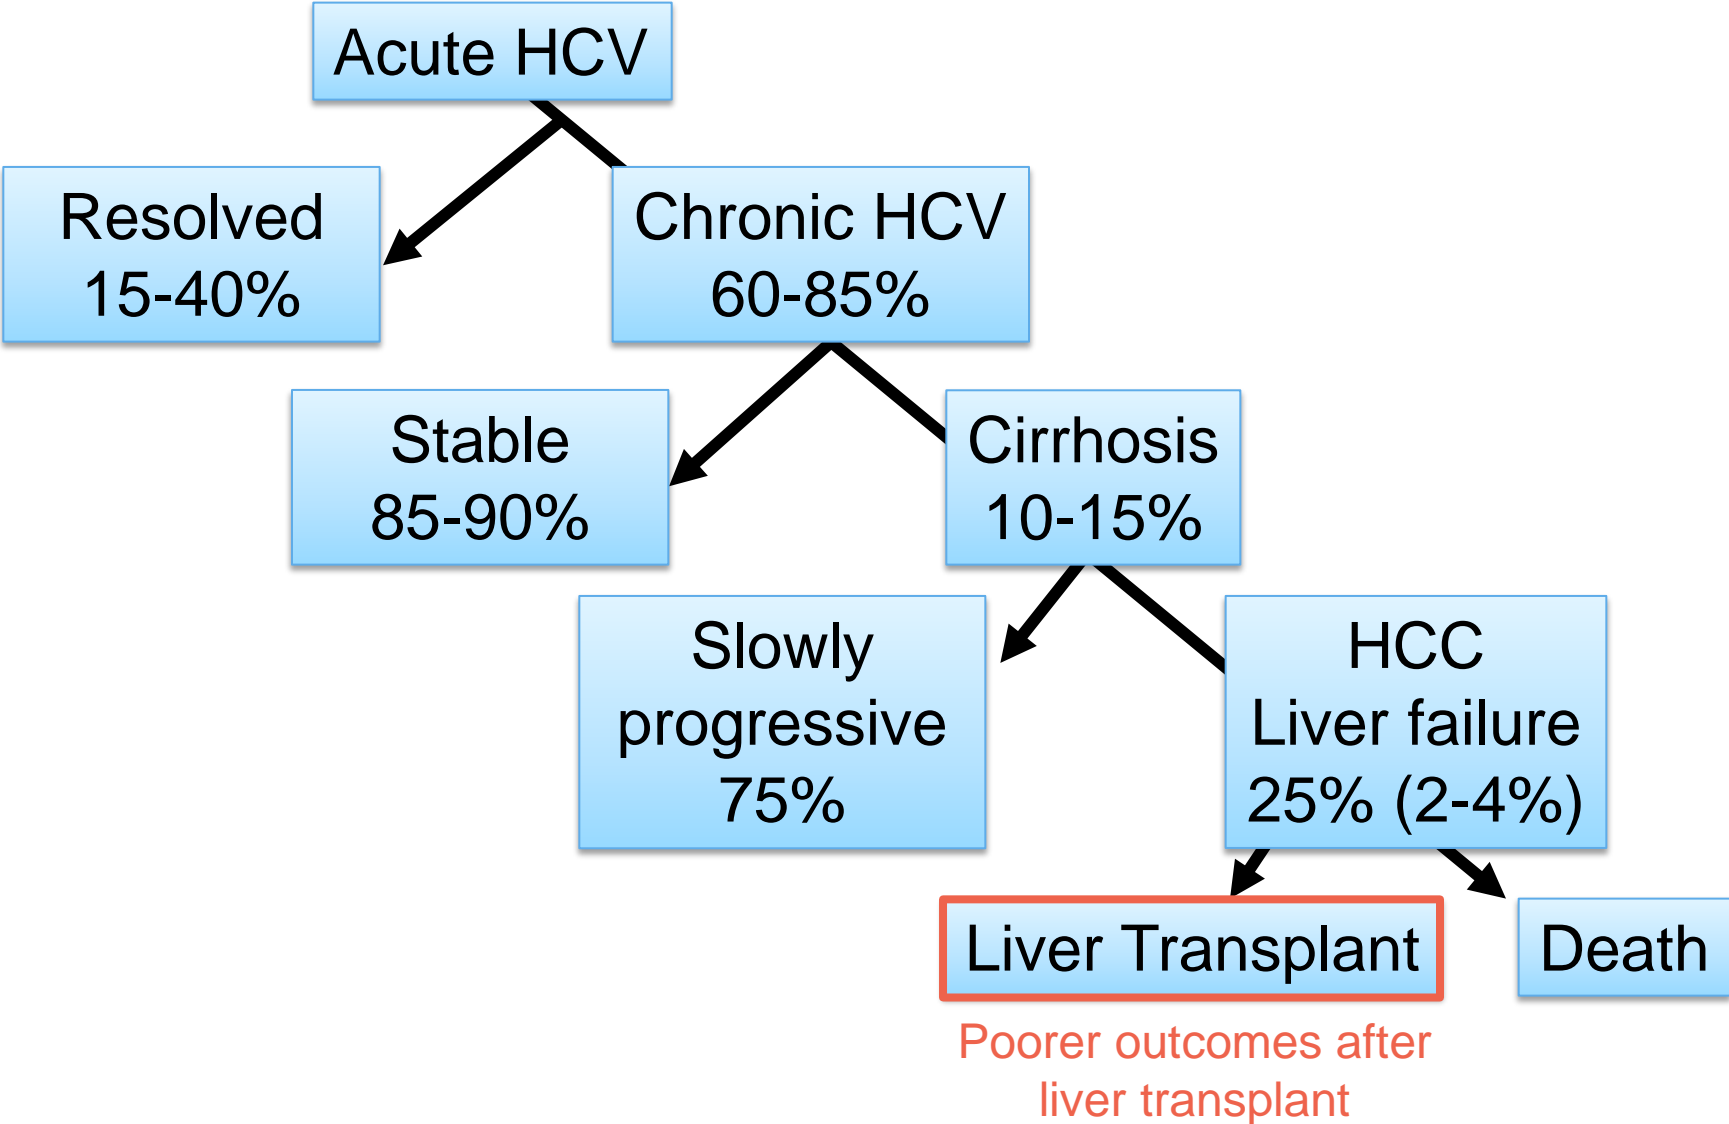 Acute HCV
Resolved
15-40%
Chronic HCV
60-85%
Stable
85-90%
Cirrhosis
10-15%
Slowly
progressive
75%
HCC
Liver failure
25% (2-4%)
Liver Transplant
Death
Poorer outcomes after
liver transplant